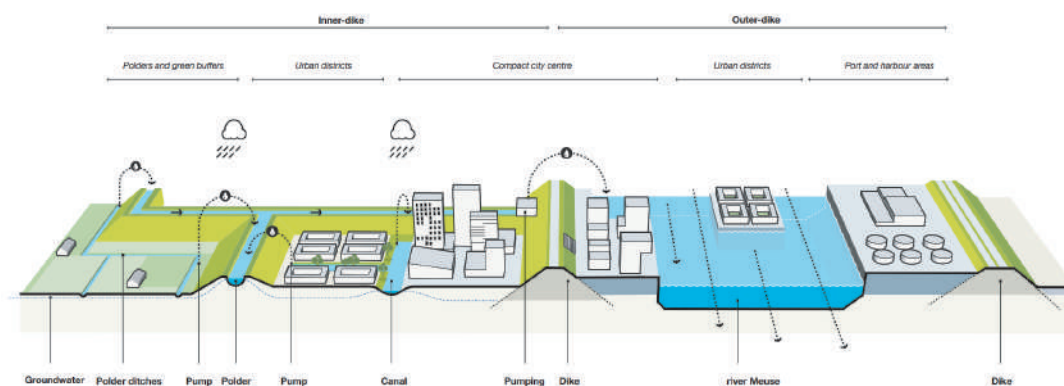 Inner-dike
Outer-dike
Polders and green buffers
Urban districts
Compact city centre
Urban districts
Port and harbour areas
Groundwater
Polder ditches
Pump
Polder
Pump
Canal
Pumping
Dike
river Meuse
Dike